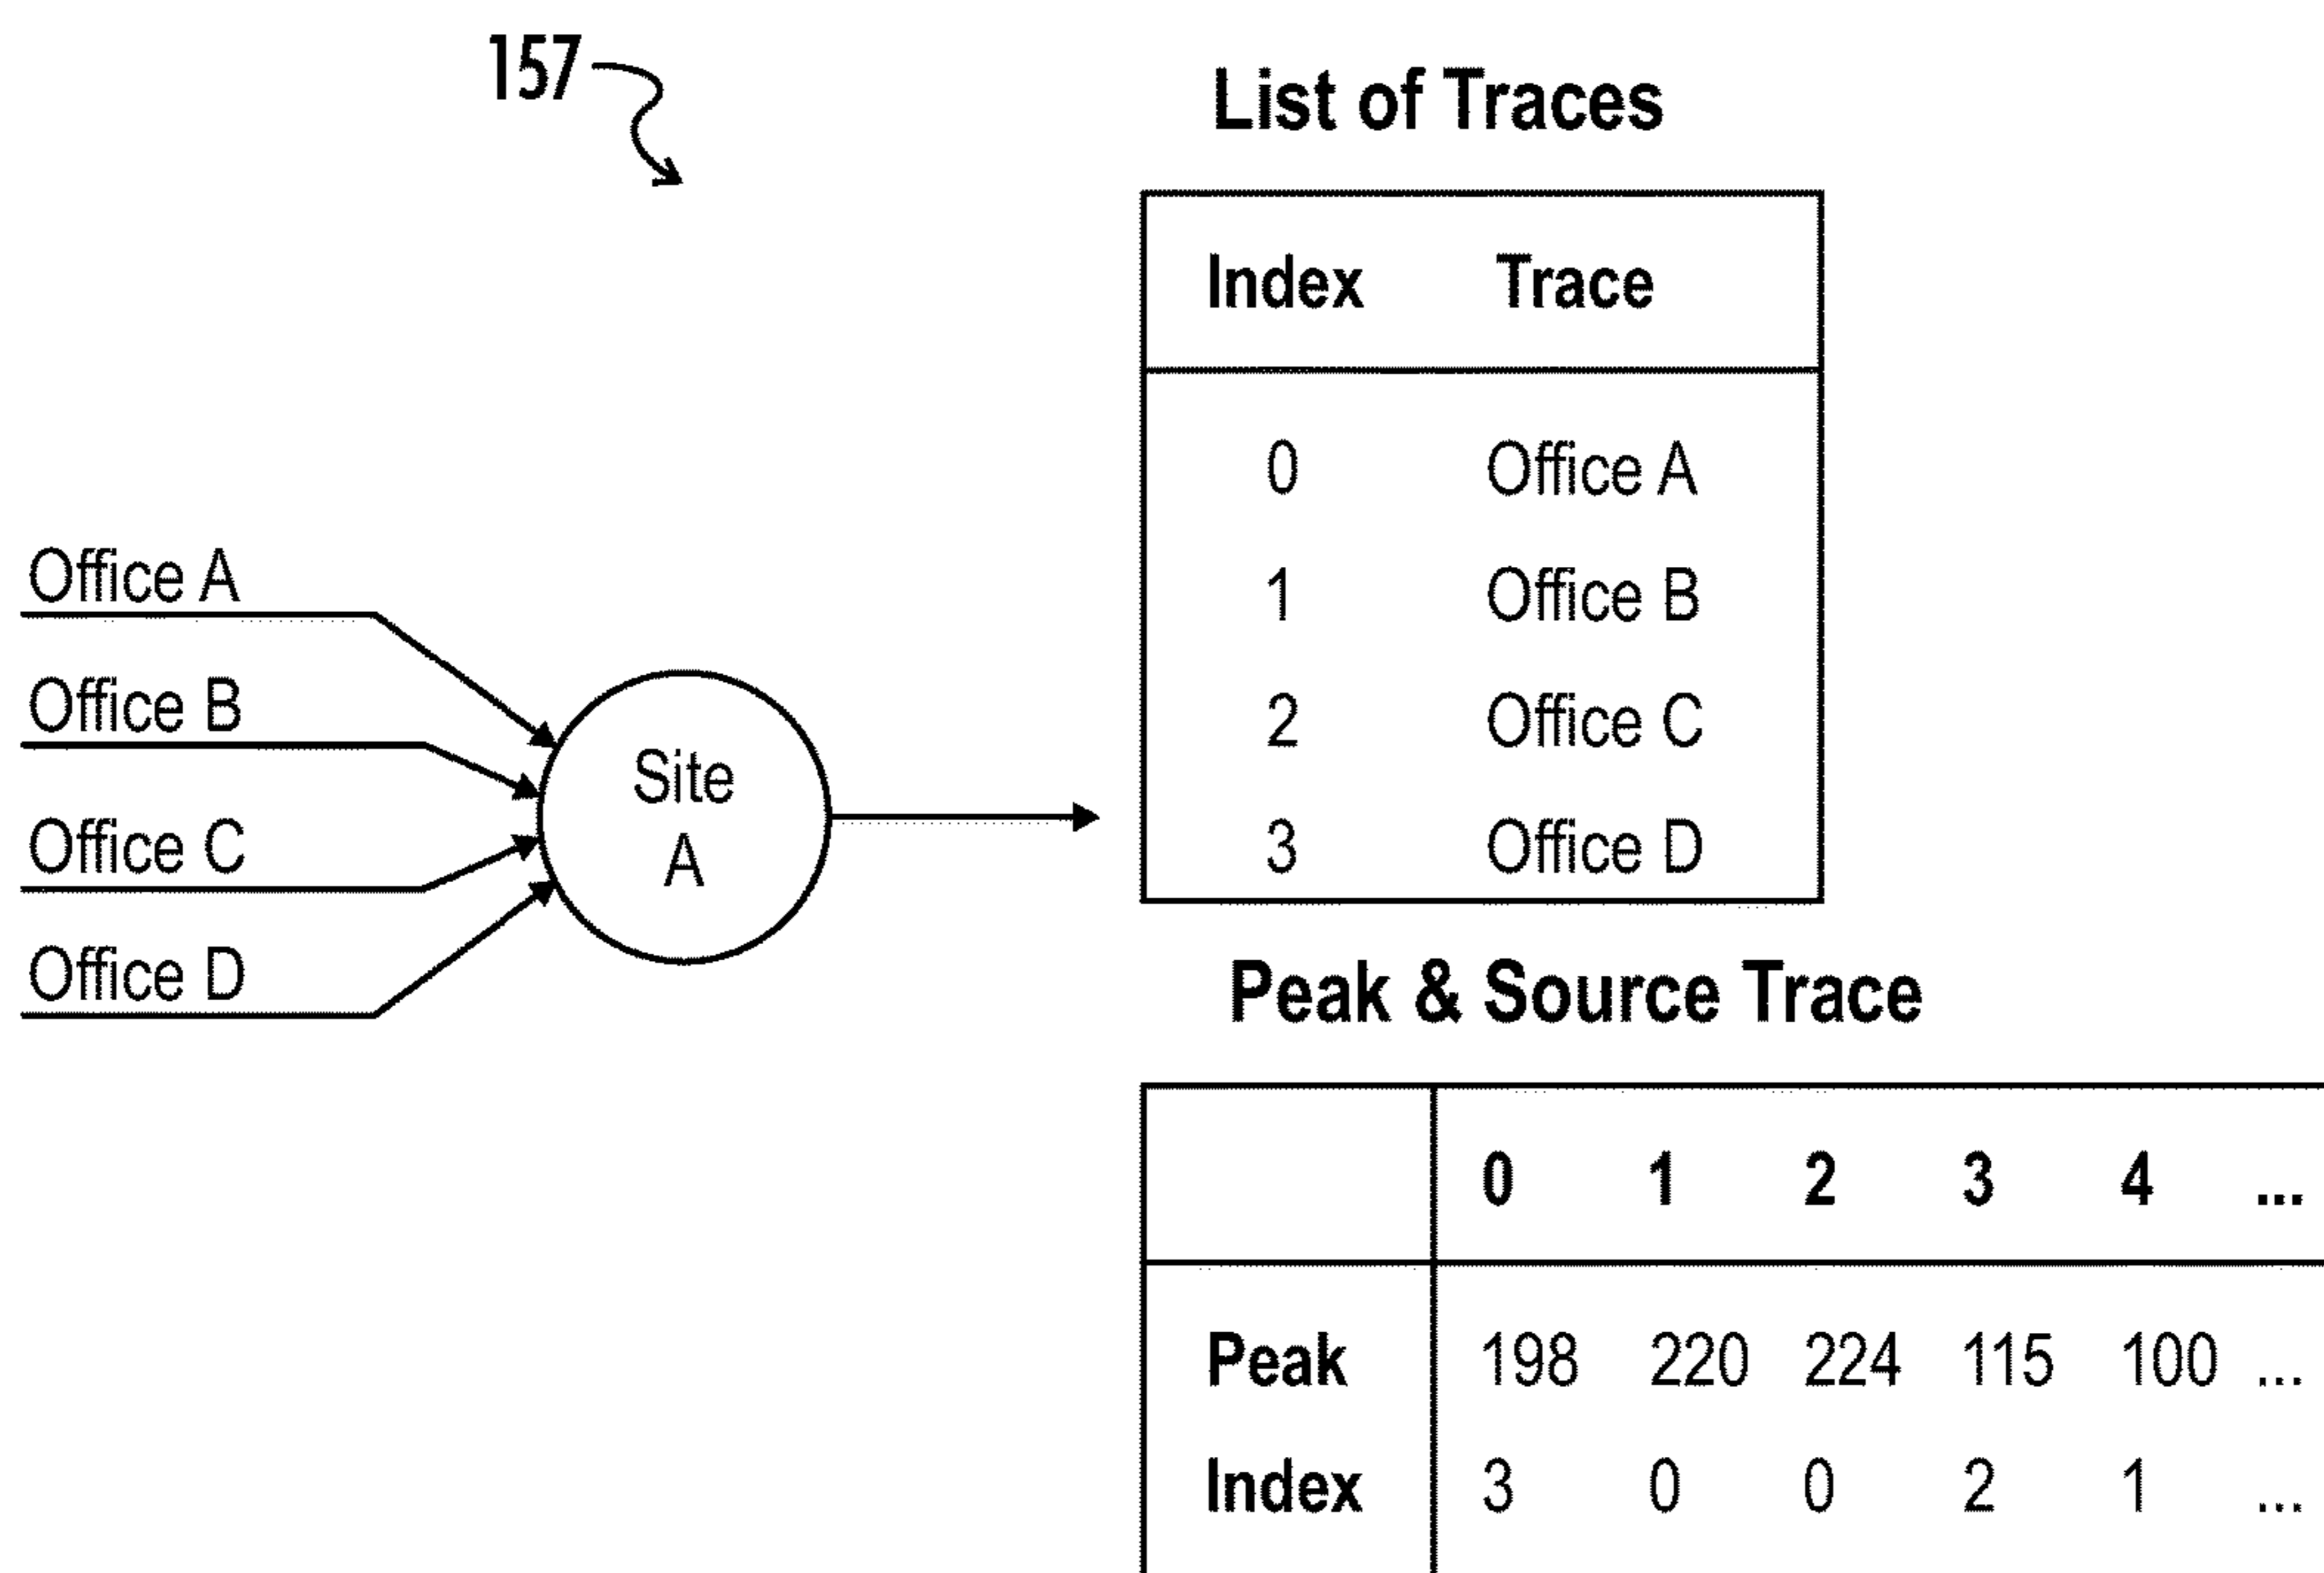 157
List of Traces
Index Trace
0 Office A
1 Office B
2 Office C
3 Office D
Office A
Office B
Office C
Office D
Site
A
Peak & Source Trace
0 1 2 3 4 ...
Peak 198 220 224 115 100 ...
Index 3 0 0 2 1 ...